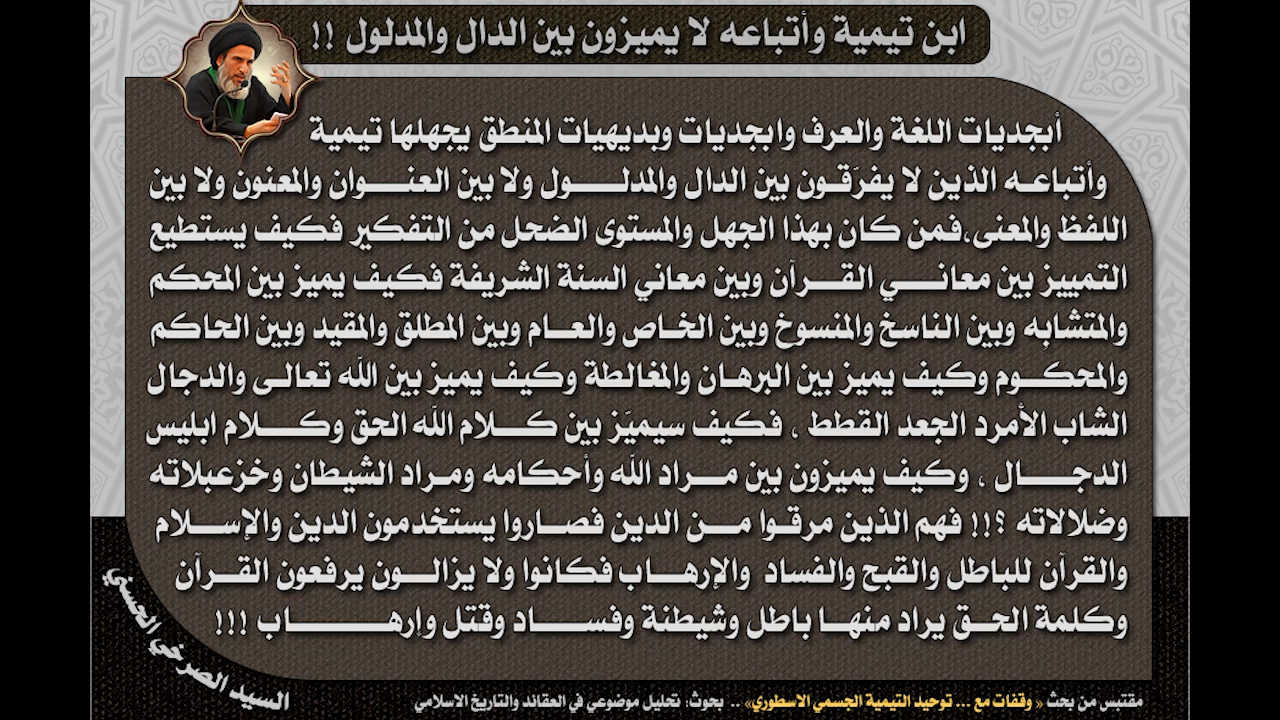 ابن تيمية وأتباعه لا يميزون بين الدال والمدلول !!
أبجديات اللغة والعرف وابجديات وبديهيات المنطق يجهلها تيمية
وأتباعه الذين لا يفرّقون بين الدال والمدلول ولا بين العنوان والمعنون ولا بين
اللفظ والمعنى،فمن كان بهذا الجهل والمستوى الضحل من التفكير فكيف يستطيع
التمييز بين معاني القرآن وبين معاني السنة الشريفة فكيف يميز بين المحكم
والمتشابه وبين الناسخ والمنسوخ وبين الخاص والعام وبين المطلق والمقيد وبين الحاكم
والمحكوم وكيف يميز بين البرهان والمغالطة وكيف يميز بين الله تعالى والدجال
الشاب الأمرد الجعد القطط ، فكيف سيميّز بين كلام الله الحق وكلام ابليس
الدجال ، وكيف يميزون بين مراد الله وأحكامه ومراد الشيطان وخزعبلاته
وضلالاته ؟!! فهم الذين مرقوا من الدين فصاروا يستخدمون الدين والإسلام
والقرآن للباطل والقبح والفساد والإرهاب فكانوا ولا يزالون يرفعون القرآن
وكلمة الحق يراد منها باطل وشيطنة وفساد وقتل وإرهاب !!!
السيد الصرخي الحسني
مقتبس من بحث « وقفات مع ... توحيد التيمية الجسمي الاسطوري» .. بحوث: تحليل موضوعي في العقائد والتاريخ الاسلامي